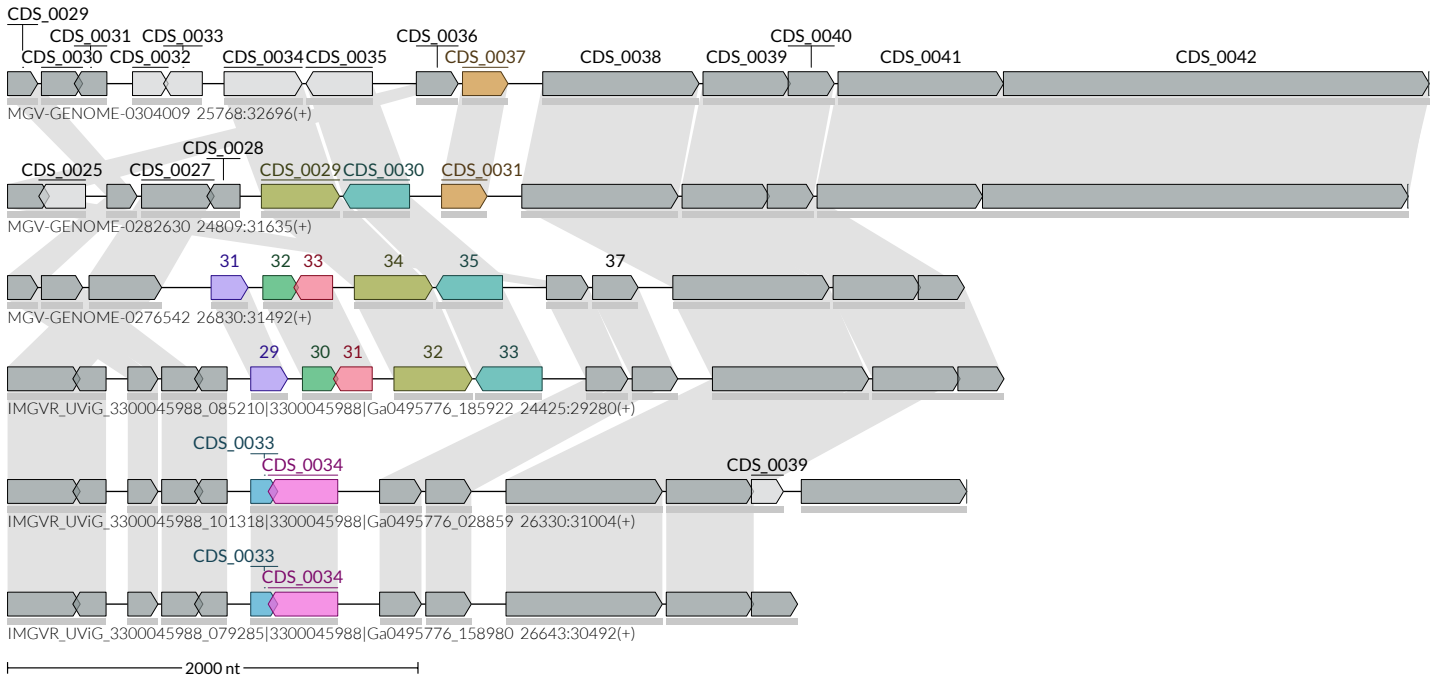 CDS_0029
CDS_0031 CDS_0033 CDS_0036 CDS_0040
CDS_0030 CDS_0032 CDS_0034 CDS_0035 CDS_0037 CDS_0038 CDS_0039 CDS_0041 CDS_0042
MGV-GENOME-0304009 25768:32696(+)
CDS_0028
CDS_0025 CDS_0027 CDS_0029 CDS_0030 CDS_0031
MGV-GENOME-0282630 24809:31635(+)
31 32 33 34 35 37
MGV-GENOME-0276542 26830:31492(+)
29 30 31 32 33
IMGVR_UViG_3300045988_085210|3300045988|Ga0495776_185922 24425:29280(+)
CDS_0033
CDS_0034 CDS_0039
IMGVR_UViG_3300045988_101318|3300045988|Ga0495776_028859 26330:31004(+)
CDS_0033
CDS_0034
IMGVR_UViG_3300045988_079285|3300045988|Ga0495776_158980 26643:30492(+)
2000 nt